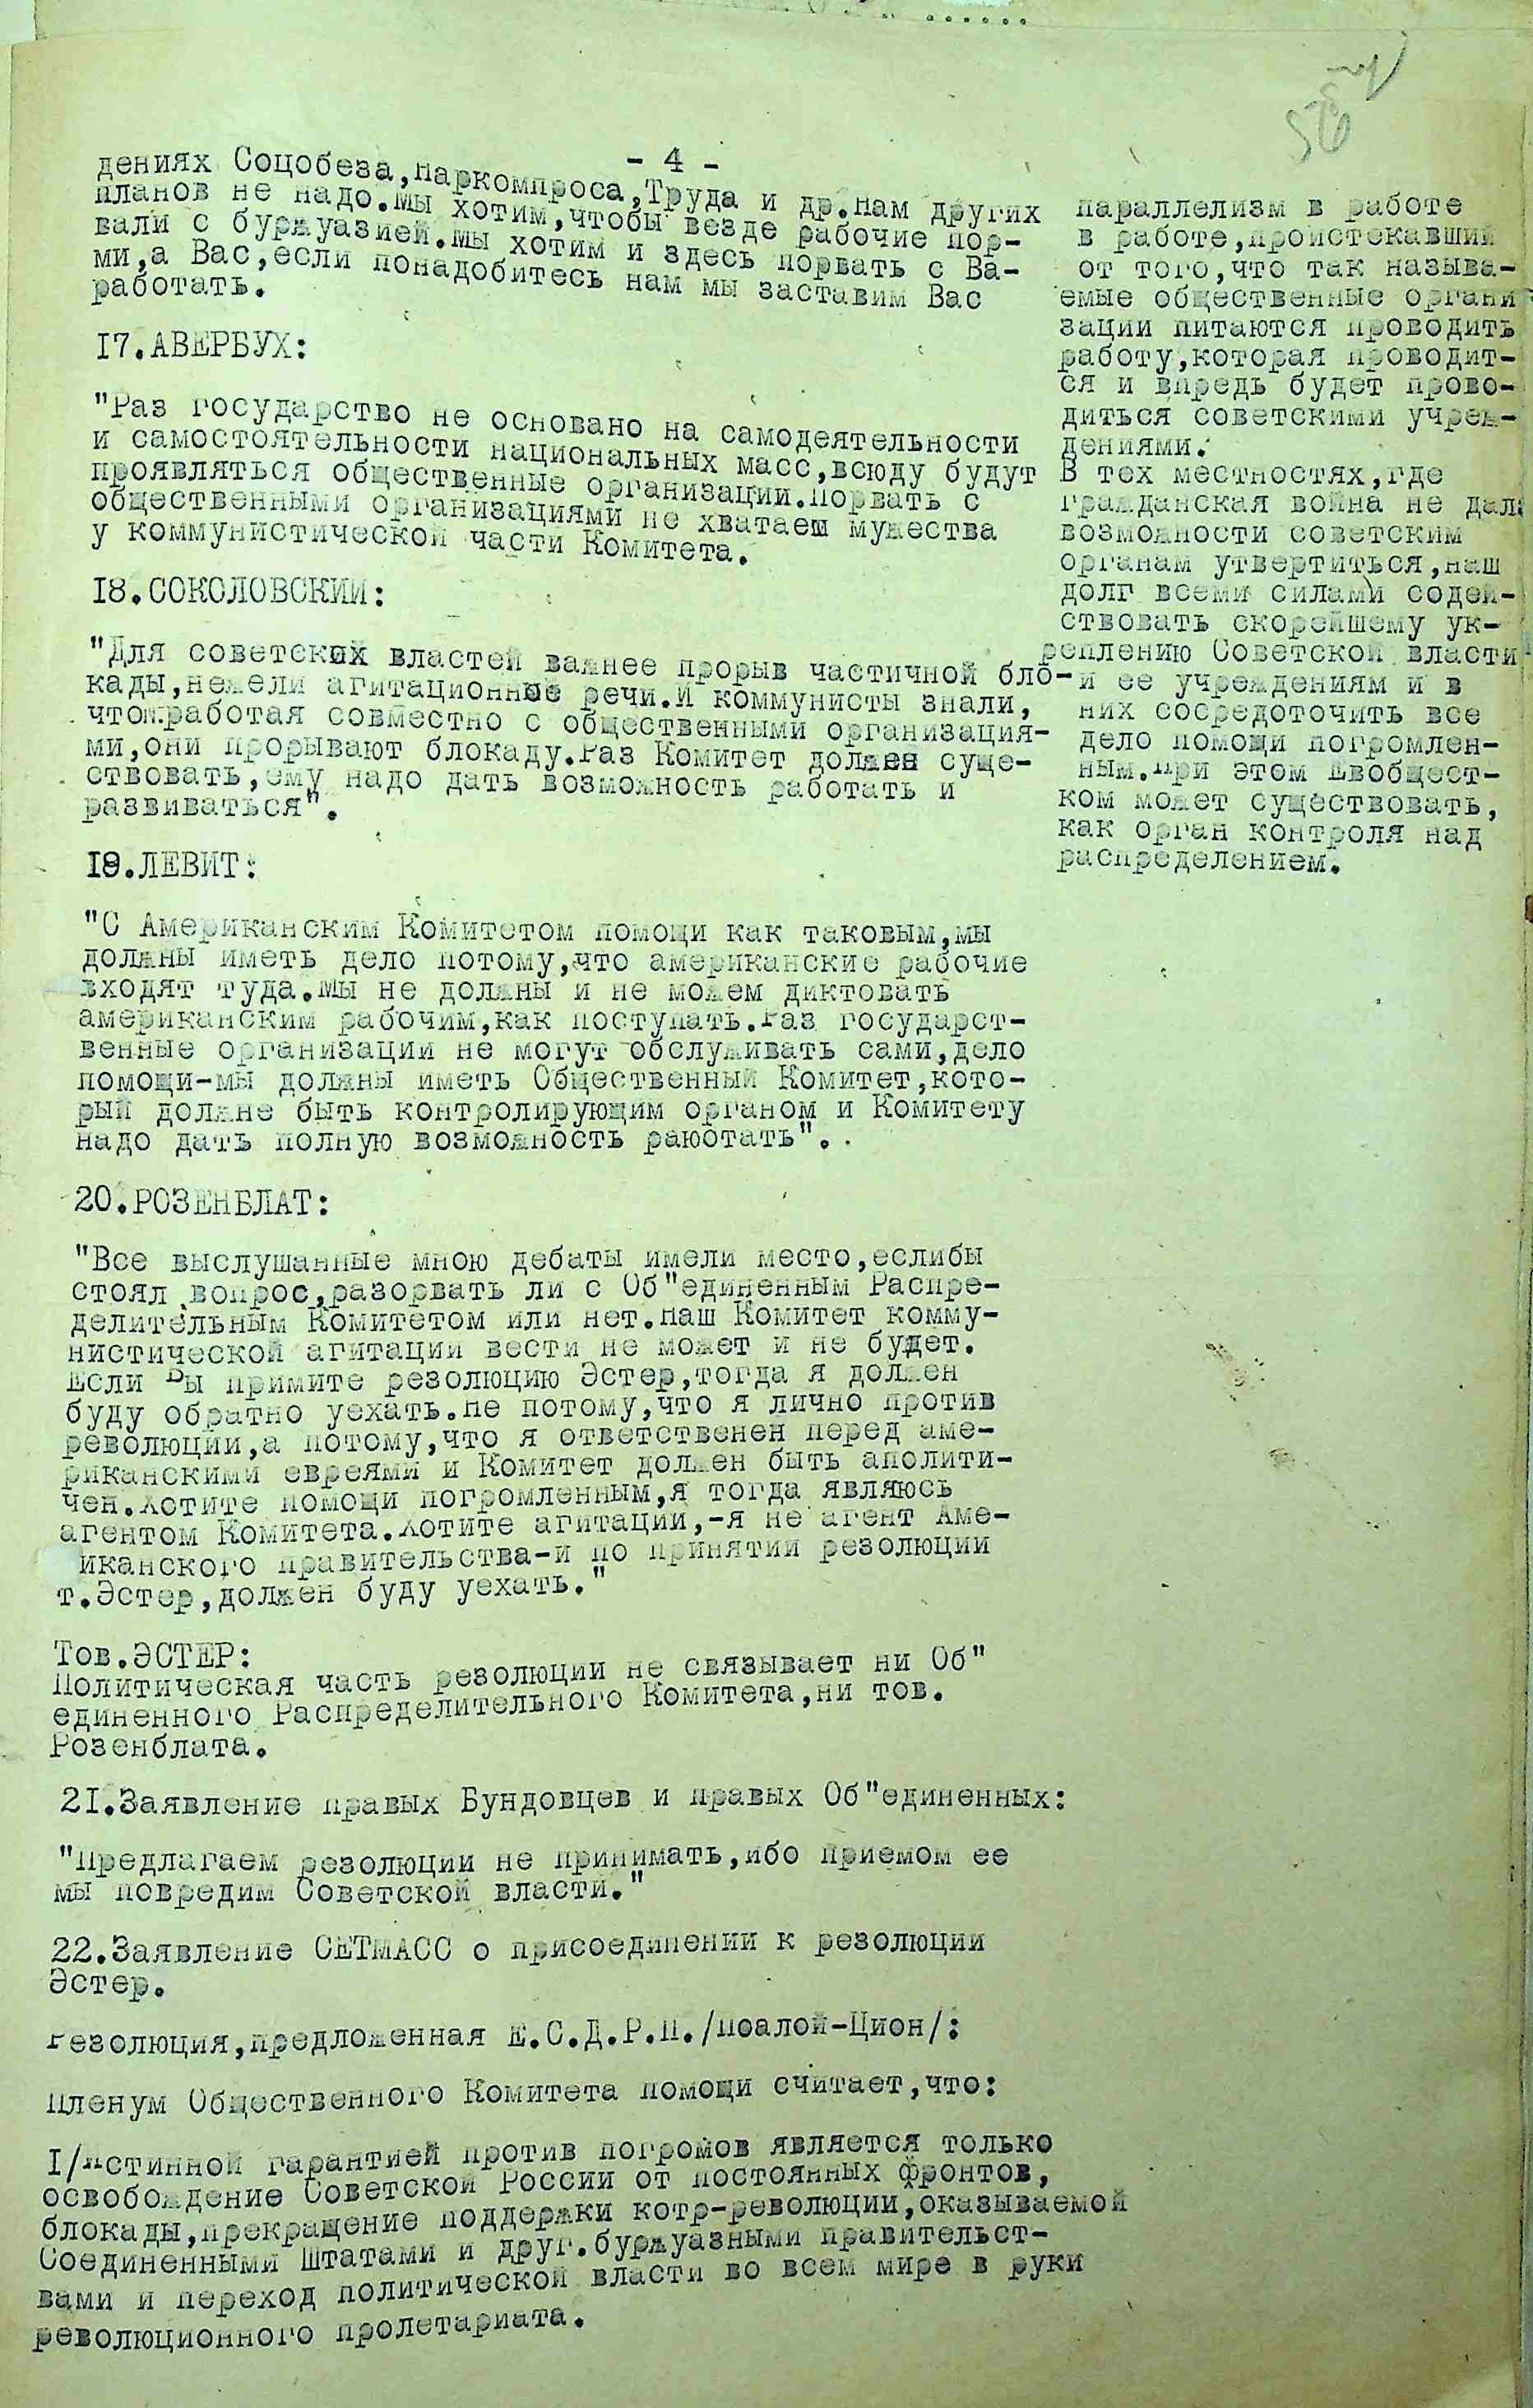 - 4 -
дениях Соцобеза,Наркомпроса,Труда и др.Нам других
планов не надо.Мы хотим,чтобы везде рабочие пор-
вали с буржуазией.Мы хотим и здесь порвать с Ва-
ми,а Вас,если понадобитесь нам мы заставим Вас
работать.
17.АВЕРБУХ:
"Раз государство не основано на самодеятельности
и самостоятельности национальных масс,всюду будут
проявляться общественные организации.Порвать с
общественными организациями не хватаеш мужества
у коммунистической части Комитета.
18.СОКОЛОВСКИЙ:
"Для советских властей важнее прорыв частичной бло-
кады,нежели агитационные речи.И коммунисты знали,
что работая совместно с общественными организация-
ми,они прорывают блокаду.Раз Комитет должен суще-
ствовать,ему надо дать возможность работать и
развиваться".
19.ЛЕВИТ:
"С Американским Комитетом помощи как таковым,мы
должны иметь дело потому,что американские рабочие
входят туда.Мы не должны и не можем диктовать
американским рабочим,как поступать.Раз государст-
венные организации не могут обслуживать сами,дело
помощи-мы должны иметь Общественный Комитет,кото-
рый должне быть контролирующим органом и Комитету
надо дать полную возможность раюотать".
20.РОЗЕНБЛАТ:
"Все выслушанные мною дебаты имели место,еслибы
стоял вопрос,разорвать ли с Об"единенным Распре-
делительным Комитетом или нет.Наш Комитет комму-
нистической агитации вести не может и не будет.
Если Вы примите резолюцию Эстер,тогда я должен
буду обратно уехать.Не потому,что я лично против
революции,а потому,что я ответственен перед аме-
риканскими евреями и Комитет должен быть аполити-
чен.Хотите помощи погромленным,я тогда являюсь
агентом Комитета.Хотите агитации,-я не агент Аме-
иканского правительства-и по принятии резолюции
т.Эстер,должен буду уехать."
Тов.ЭСТЕР:
Политическая часть резолюции не связывает ни Об"
единенного Распределительного Комитета,ни тов.
Розенблата.
21.Заявление правых Бундовцев и правых Об"единенных:
"Предлагаем резолюции не принимать,ибо приемом ее
мы повредим Советской власти."
22.Заявление СЕТМАСС о присоединении к резолюции
Эстер.
Резолюция,предложенная Е.С.Д.Р.П./Поалой-Цион/:
Пленум Общественного Комитета помощи считает,что:
I/Истинной гарантией против погромов является только
освобождение Советской России от постоянных фронтов,
блокады,прекращение поддержки котр-революции,оказываемой
Соединенными Штатами и друг.буржуазными правительст-
вами и переход политической власти во всем мире в руки
революционного пролетариата.
параллелизм в работе
в работе,проистекавший
от того,что так называ-
емые общественные органи
зации питаются проводить
работу,которая проводит-
ся и впредь будет прово-
диться советскими учреж-
дениями.
В тех местностях,где
гражданская война не дала
возможности советским
органам утвертиться,наш
долг всеми силами содей-
ствовать скорейшему ук-
реплению Советской власти
и ее учреждениям и в
них сосредоточить все
дело помощи погромлен-
ным.При этом Евобщест-
ком может существовать,
как орган контроля над
распределением.